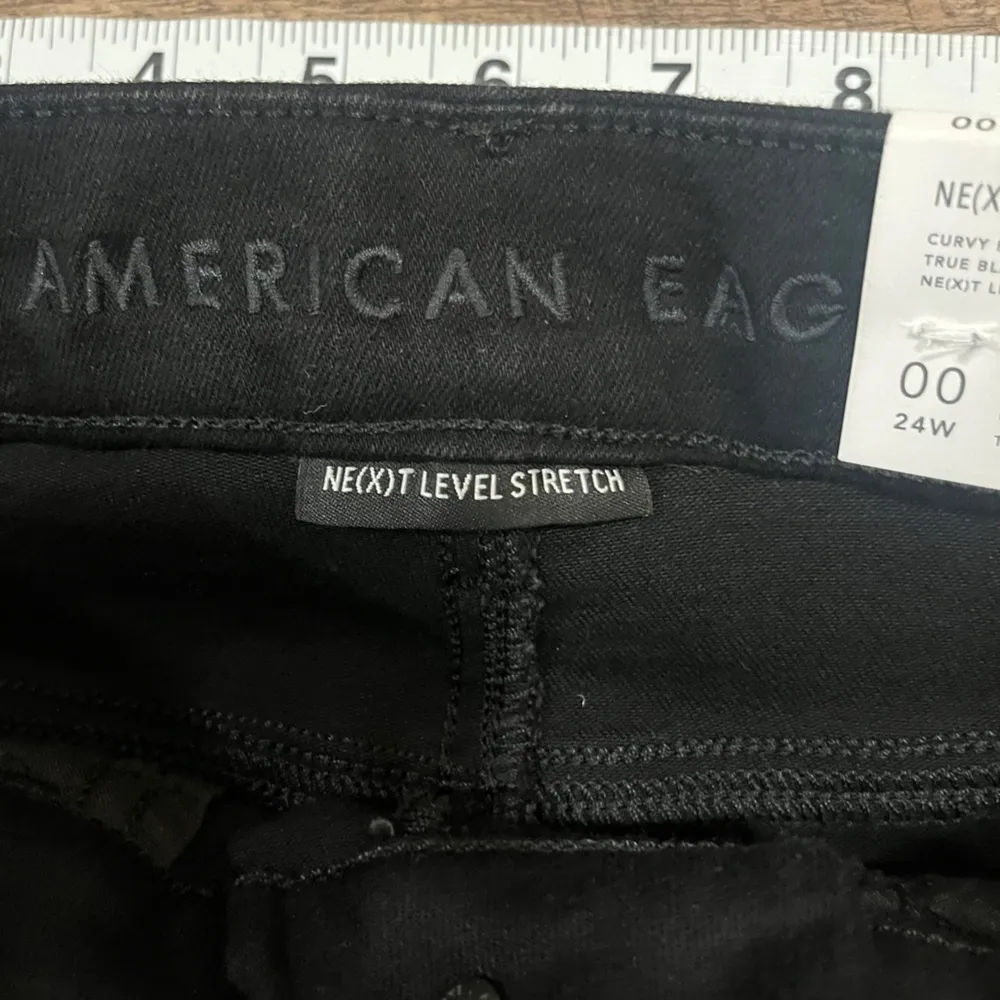 4 5 6 7 8
00
NE(X
CURVY
TRUE BL
NE(X)T L
00
24W
AMERICAN EAG
NE(X)T LEVEL STRETCH